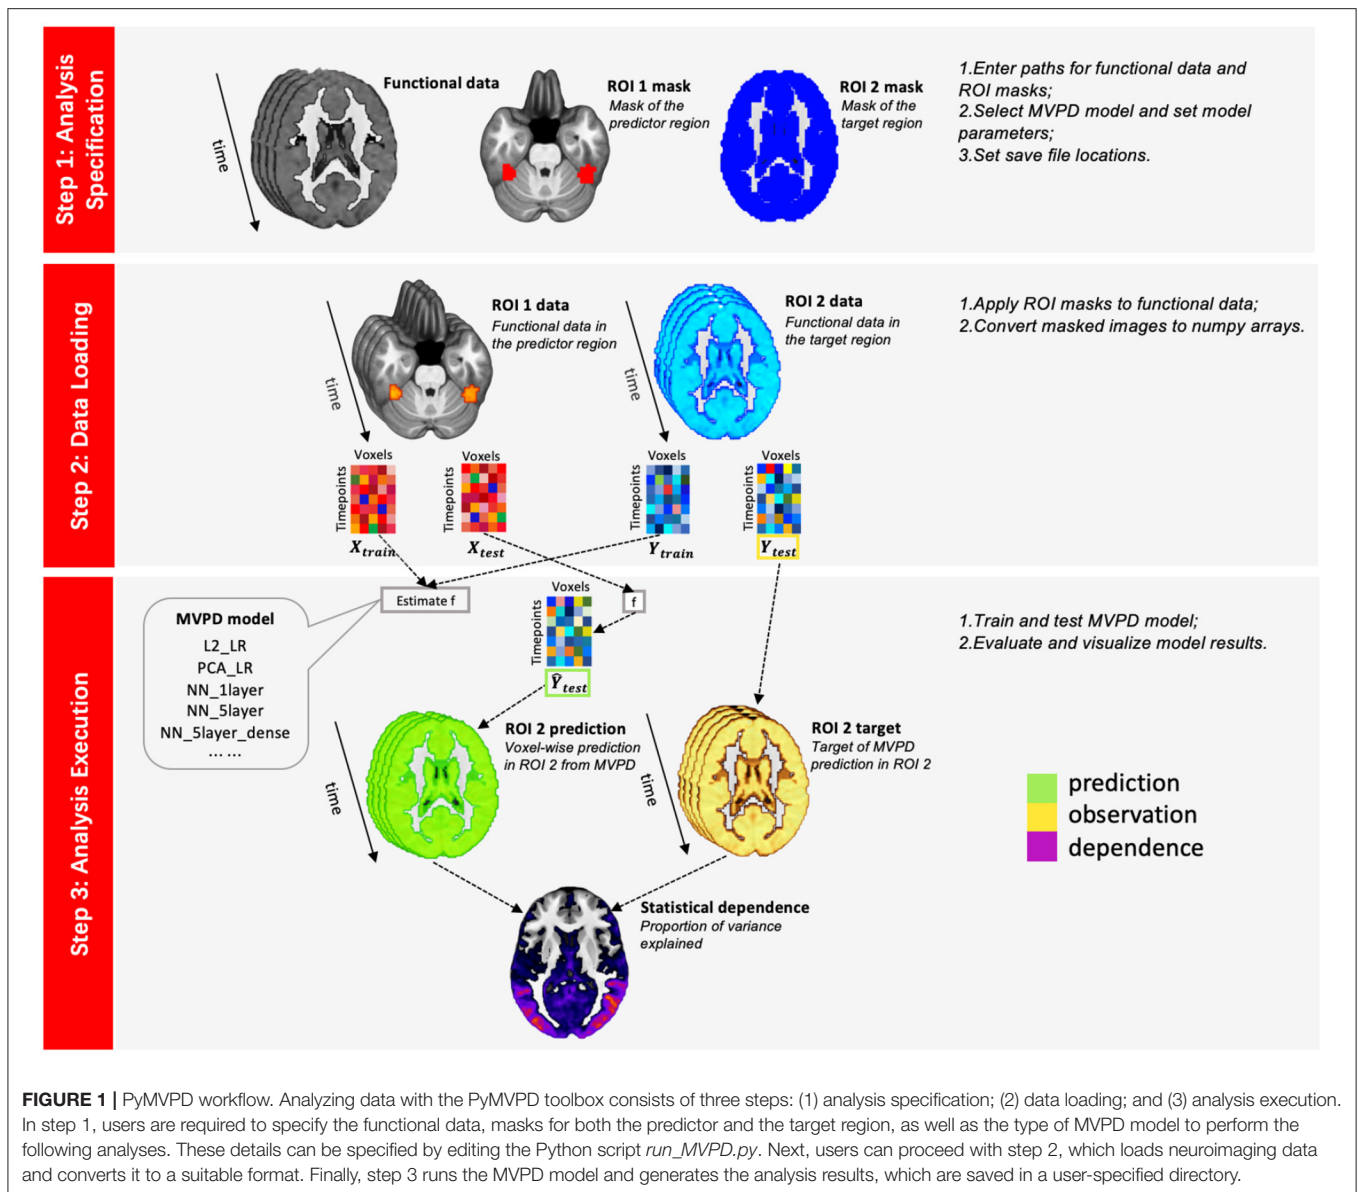 Step 1: Analysis
Specification
time
Functional data
ROI 1 mask
Mask of the
predictor region
ROI 2 mask
Mask of the
target region
1.Enter paths for functional data and
ROI masks;
2.Select MVPD model and set model
parameters;
3.Set save file locations.
Step 2: Data Loading
time
ROI 1 data
Functional data in
the predictor region
time
ROI 2 data
Functional data in
the target region
1.Apply ROI masks to functional data;
2.Convert masked images to numpy arrays.
Voxels
Timepoints
X_train
Voxels
Timepoints
X_test
Voxels
Timepoints
Y_train
Voxels
Timepoints
Y_test
Step 3: Analysis Execution
MVPD model
L2_LR
PCA_LR
NN_1layer
NN_5layer
NN_5layer_dense
... ...
Estimate f
f
Voxels
Timepoints
Ŷ_test
1.Train and test MVPD model;
2.Evaluate and visualize model results.
time
ROI 2 prediction
Voxel-wise prediction
in ROI 2 from MVPD
time
ROI 2 target
Target of MVPD
prediction in ROI 2
prediction
observation
dependence
Statistical dependence
Proportion of variance
explained
FIGURE 1 | PyMVPD workflow. Analyzing data with the PyMVPD toolbox consists of three steps: (1) analysis specification; (2) data loading; and (3) analysis execution.
In step 1, users are required to specify the functional data, masks for both the predictor and the target region, as well as the type of MVPD model to perform the
following analyses. These details can be specified by editing the Python script run_MVPD.py. Next, users can proceed with step 2, which loads neuroimaging data
and converts it to a suitable format. Finally, step 3 runs the MVPD model and generates the analysis results, which are saved in a user-specified directory.